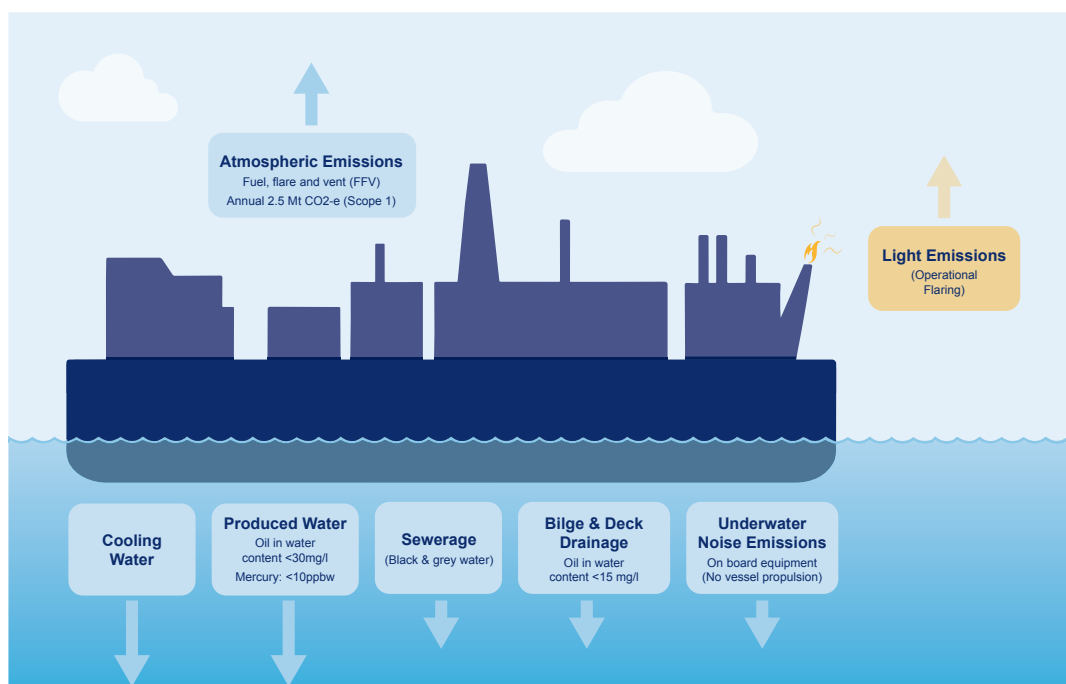 Atmospheric Emissions
Fuel, flare and vent (FFV)
Annual 2.5 Mt CO2-e (Scope 1)
Light Emissions
(Operational
Flaring)
Cooling
Water
Produced Water
Oil in water
content <30mg/l
Mercury: <10ppbw
Sewerage
(Black & grey water)
Bilge & Deck
Drainage
Oil in water
content <15 mg/l
Underwater
Noise Emissions
On board equipment
(No vessel propulsion)